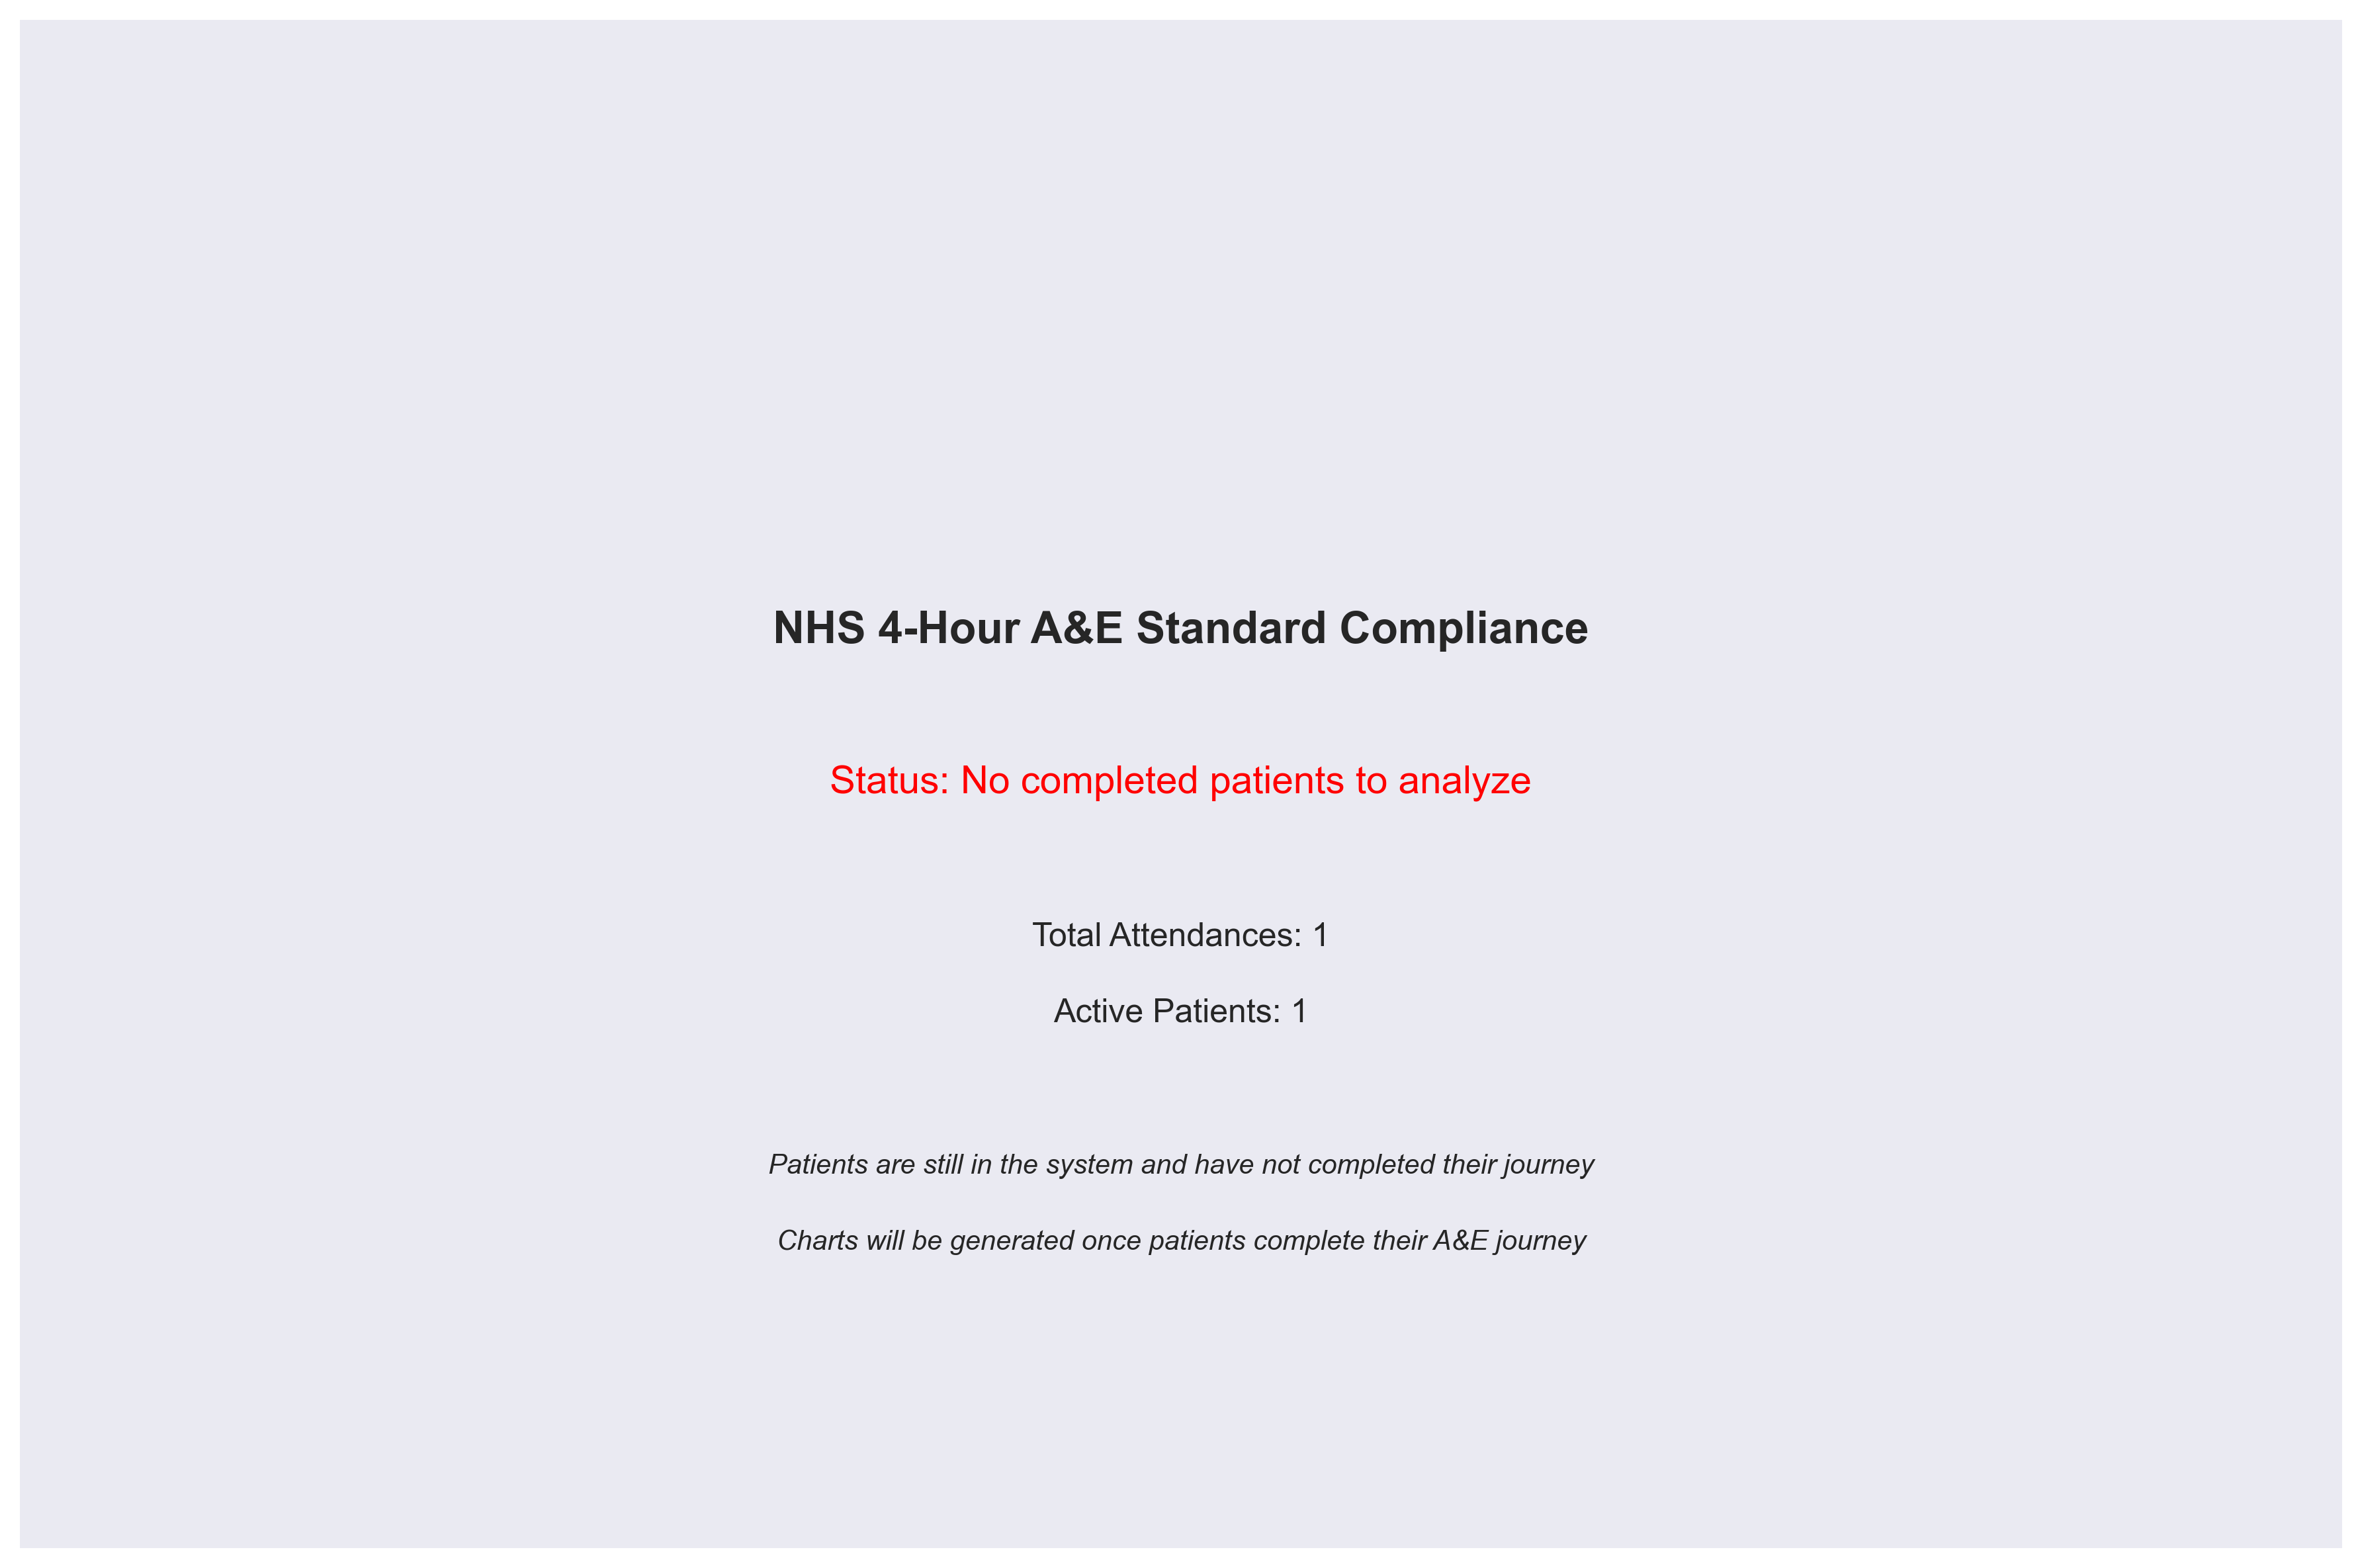 NHS 4-Hour A&E Standard Compliance
Status: No completed patients to analyze
Total Attendances: 1
Active Patients: 1
Patients are still in the system and have not completed their journey
Charts will be generated once patients complete their A&E journey